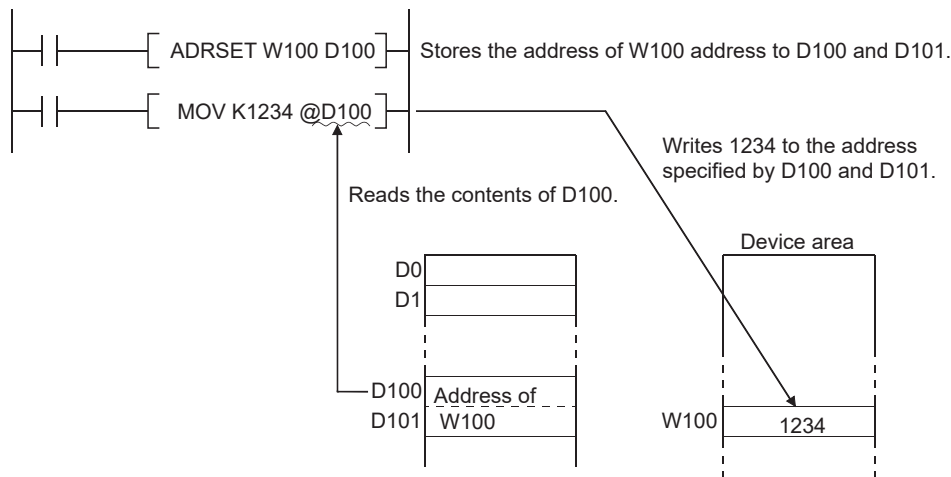 ADRSET W100 D100
Stores the address of W100 address to D100 and D101.
MOV K1234 @D100
Writes 1234 to the address
specified by D100 and D101.
Reads the contents of D100.
Device area
D0
D1
D100
Address of
D101
W100
W100
1234